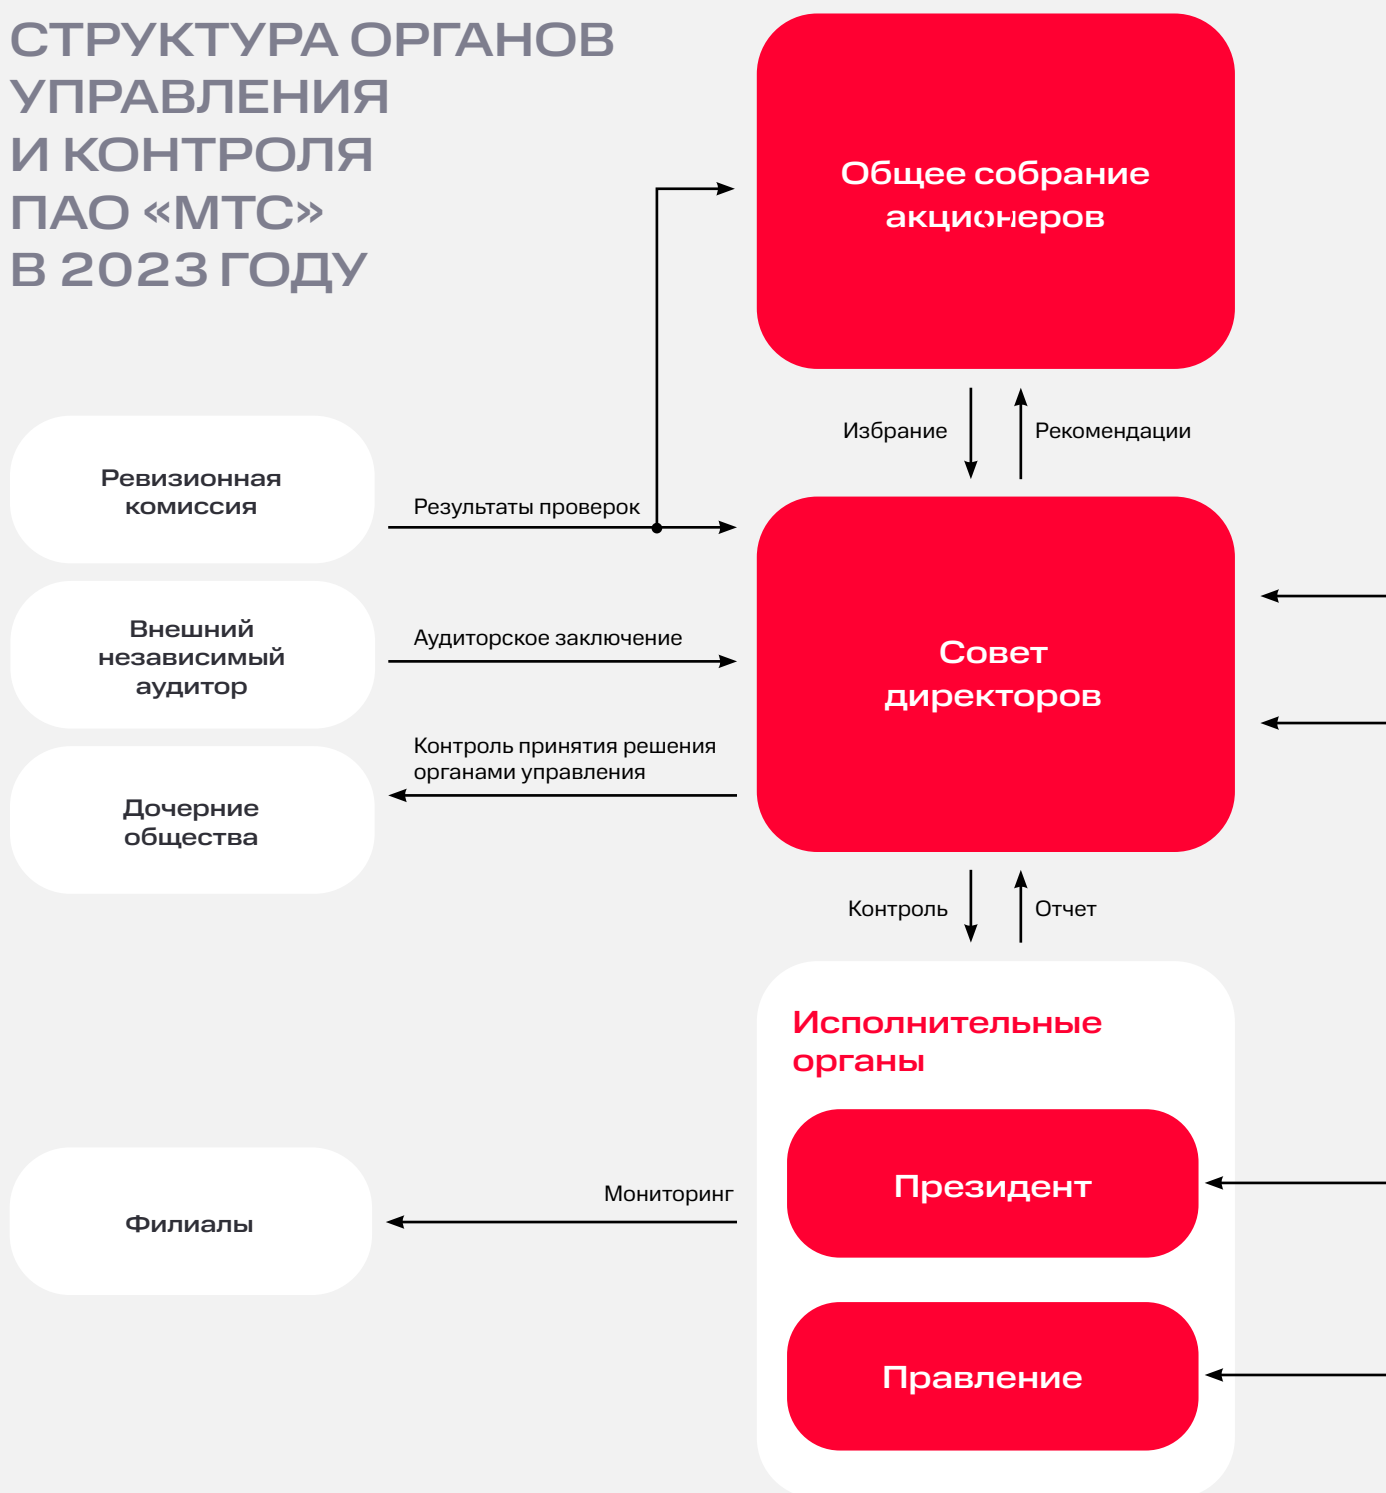 СТРУКТУРА ОРГАНОВ
УПРАВЛЕНИЯ
И КОНТРОЛЯ
ПАО «МТС»
В 2023 ГОДУ
Общее собрание
акционеров
Избрание
Рекомендации
Ревизионная
комиссия
Результаты проверок
Внешний
независимый
аудитор
Аудиторское заключение
Совет
директоров
Контроль принятия решения
органами управления
Дочерние
общества
Контроль
Отчет
Исполнительные
органы
Президент
Мониторинг
Филиалы
Правление